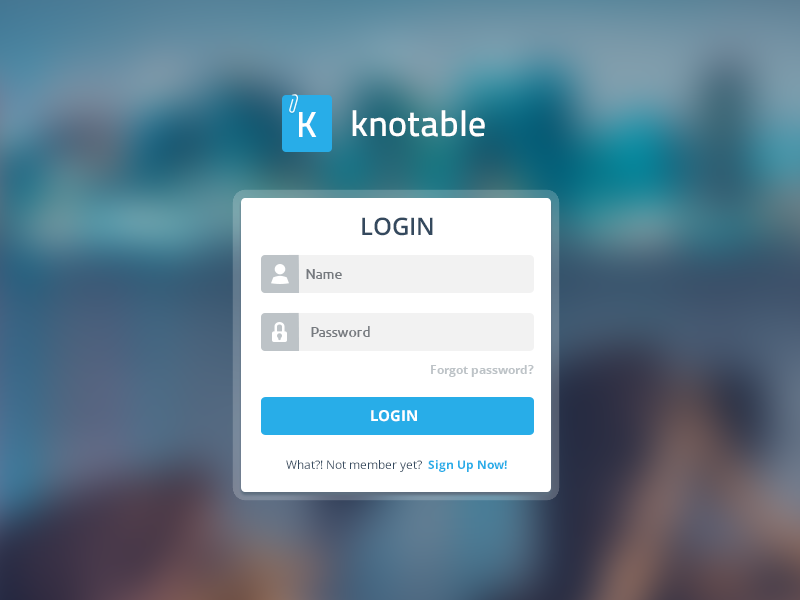 K
knotable
LOGIN
Name
Password
Forgot password?
LOGIN
What?! Not member yet? Sign Up Now!